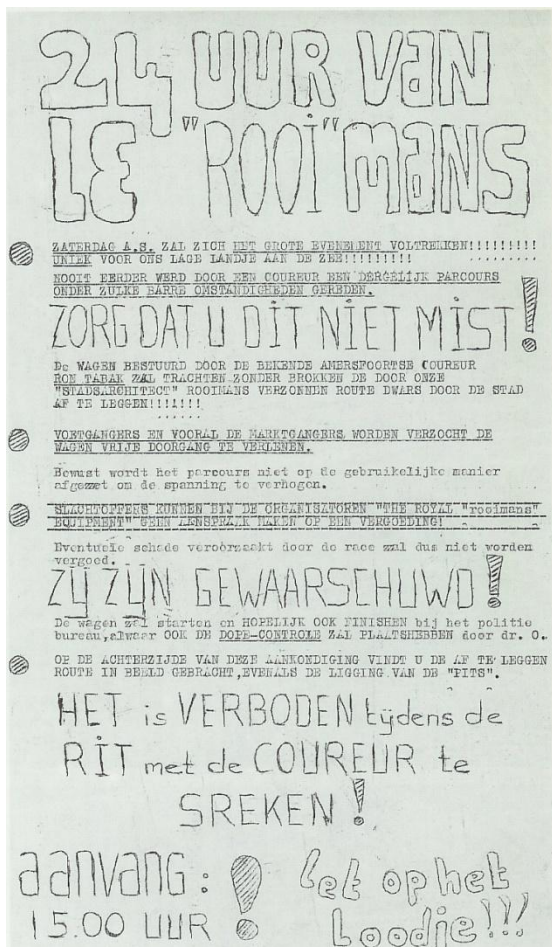 24 UUR VAN
LE "ROOI" MANS
ZATERDAG A.S. ZAL ZICH HET GROTE EVENEMENT VOLTREKKEN!!!!!!!!!
UNIEK VOOR ONS LAGE LANDJE AAN DE ZEE!!!!!!!!!!
NOOIT EERDER WERD DOOR EEN COUREUR EEN DERGELIJK PARCOURS
ONDER ZULKE BARRE OMSTANDIGHEDEN GEREDEN.
ZORG DAT U DIT NIET MIST!
De WAGEN BESTUURD DOOR DE BEKENDE AMERSFOORTSE COUREUR
RON TABAK ZAL TRACHTEN ZONDER BROKKEN DE DOOR ONZE
"STADSARCHITECT" ROOIMANS VERZONNEN ROUTE DWARS DOOR DE STAD
AF TE LEGGEN!!!!!!!
VOETGANGERS EN VOORAL DE MARKTGANGERS WORDEN VERZOCHT DE
WAGEN VRIJE DOORGANG TE VERLENEN.
Bewust wordt het parcours niet op de gebruikelijke manier
afgezet om de spanning te verhogen.
SLACHTOFFERS KUNNEN BIJ DE ORGANISATOREN "THE ROYAL "rooimans"
EQUIPMENT" GEEN AANSPRAAK MAKEN OP EEN VERGOEDING!
Eventuele schade veroorzaakt door de race zal dus niet worden
vergoed.
ZIJ ZIJN GEWAARSCHUWD!
De wagen zal starten en HOPELIJK OOK FINISHEN bij het politie
bureau,alwaar OOK DE DOPE-CONTROLE ZAL PLAATSHEBBEN door dr. O.
OP DE ACHTERZIJDE VAN DEZE AANKONDIGING VINDT U DE AF TE LEGGEN
ROUTE IN BEELD GEBRACHT,EVENALS DE LIGGING VAN DE "PITS".
HET is VERBODEN tijdens de
RIT met de COUREUR te
SREKEN!
aanvang: !
15.00 UUR
Let op het
Loodje!!!